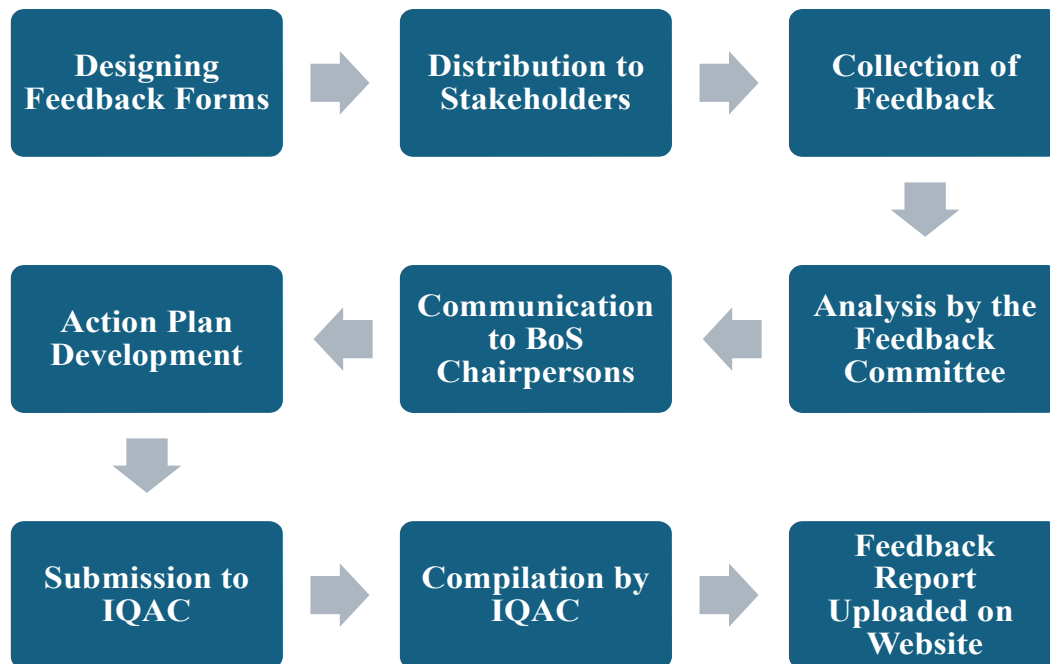 Designing
Feedback Forms
Distribution to
Stakeholders
Collection of
Feedback
Analysis by the
Feedback
Committee
Communication
to BoS
Chairpersons
Action Plan
Development
Submission to
IQAC
Compilation by
IQAC
Feedback
Report
Uploaded on
Website